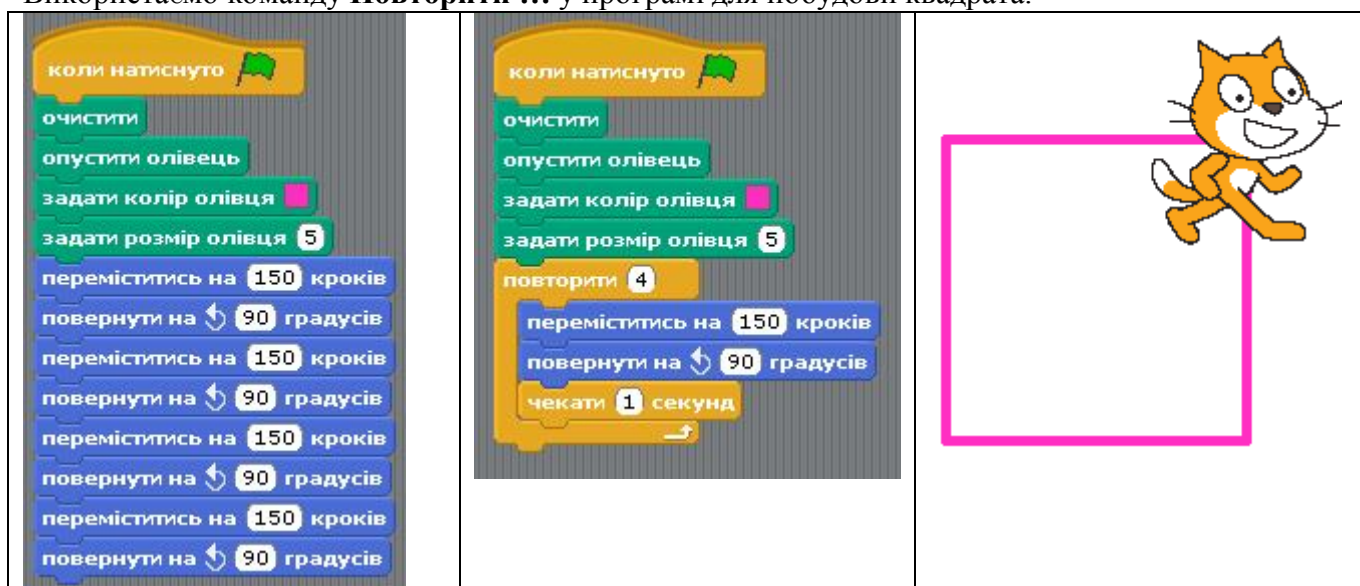 Використаємо команду Повторити … у програмі для побудови квадрата.
коли натиснуто
очистити
опустити олівець
задати колір олівця
задати розмір олівця 5
переміститись на 150 кроків
повернути на 90 градусів
переміститись на 150 кроків
повернути на 90 градусів
переміститись на 150 кроків
повернути на 90 градусів
переміститись на 150 кроків
повернути на 90 градусів
коли натиснуто
очистити
опустити олівець
задати колір олівця
задати розмір олівця 5
повторити 4
переміститись на 150 кроків
повернути на 90 градусів
чекати 1 секунд